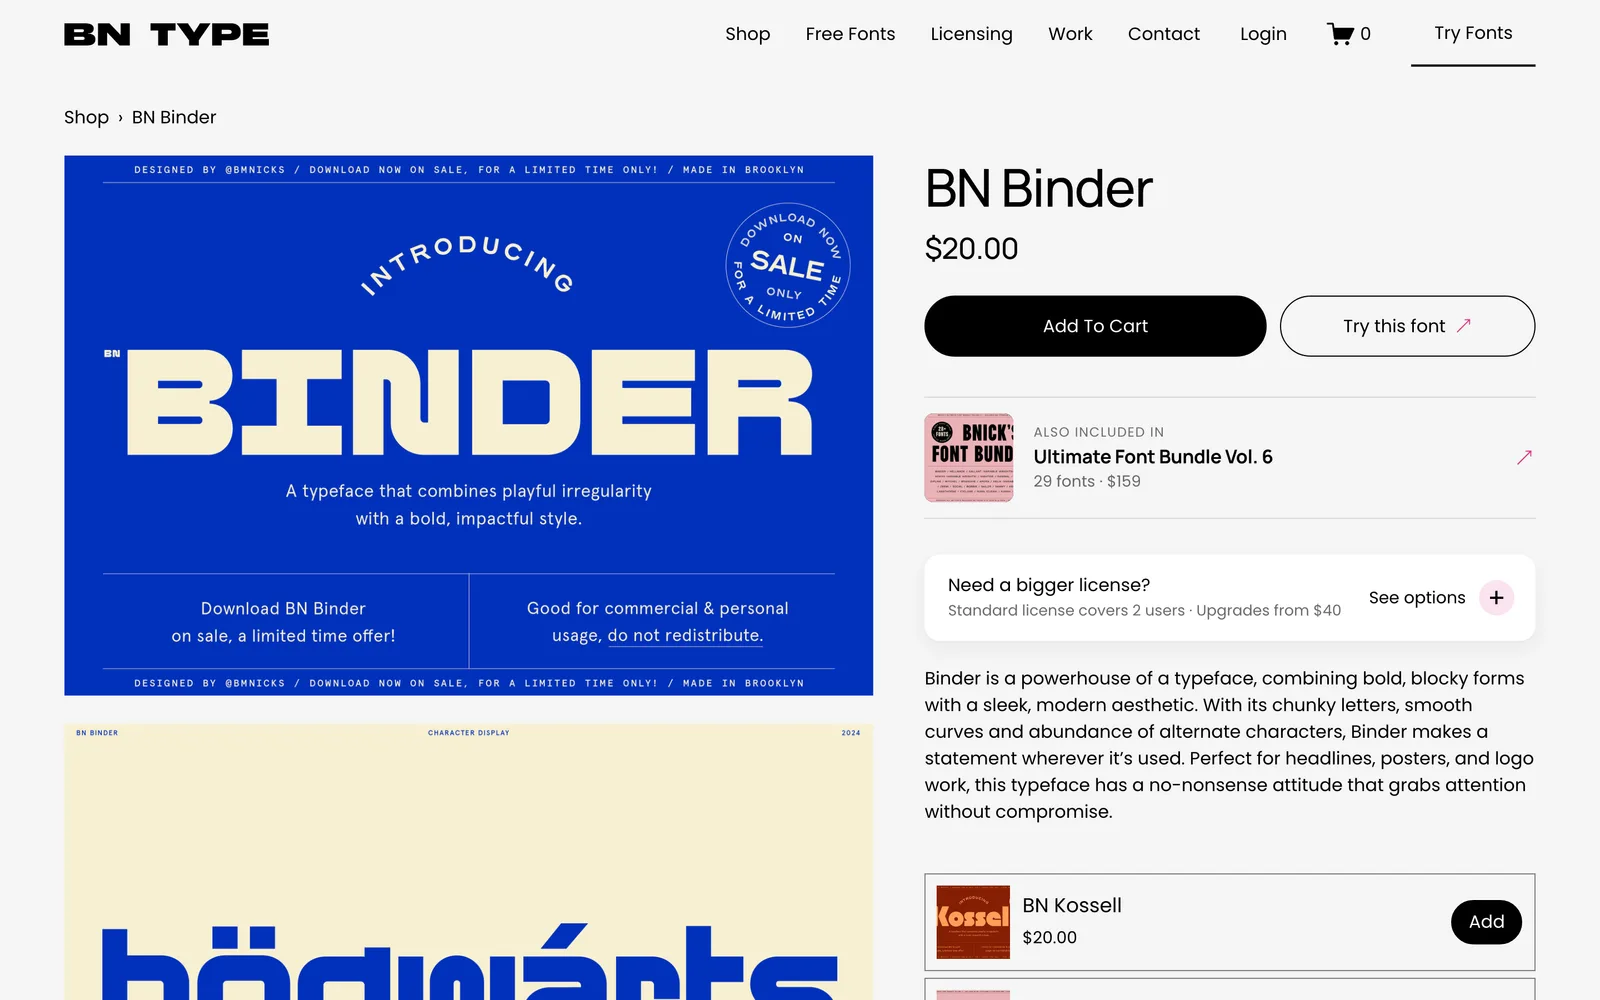 BN TYPE
Shop
Free Fonts
Licensing
Work
Contact
Login
0
Try Fonts
Shop › BN Binder
DESIGNED BY @BMNICKS / DOWNLOAD NOW ON SALE, FOR A LIMITED TIME ONLY! / MADE IN BROOKLYN
INTRODUCING
DOWNLOAD NOW
ON
SALE
ONLY
FOR A LIMITED TIME
BN
BINDER
A typeface that combines playful irregularity
with a bold, impactful style.
Download BN Binder
on sale, a limited time offer!
Good for commercial & personal
usage, do not redistribute.
DESIGNED BY @BMNICKS / DOWNLOAD NOW ON SALE, FOR A LIMITED TIME ONLY! / MADE IN BROOKLYN
BN BINDER
CHARACTER DISPLAY
2024
högwárts
BN Binder
$20.00
Add To Cart
Try this font
28+
FONTS
BNICK'S
FONT BUND
ALSO INCLUDED IN
Ultimate Font Bundle Vol. 6
29 fonts · $159
Need a bigger license?
Standard license covers 2 users · Upgrades from $40
See options
Binder is a powerhouse of a typeface, combining bold, blocky forms
with a sleek, modern aesthetic. With its chunky letters, smooth
curves and abundance of alternate characters, Binder makes a
statement wherever it’s used. Perfect for headlines, posters, and logo
work, this typeface has a no-nonsense attitude that grabs attention
without compromise.
INTRODUCING
Kossel
BN Kossell
$20.00
Add